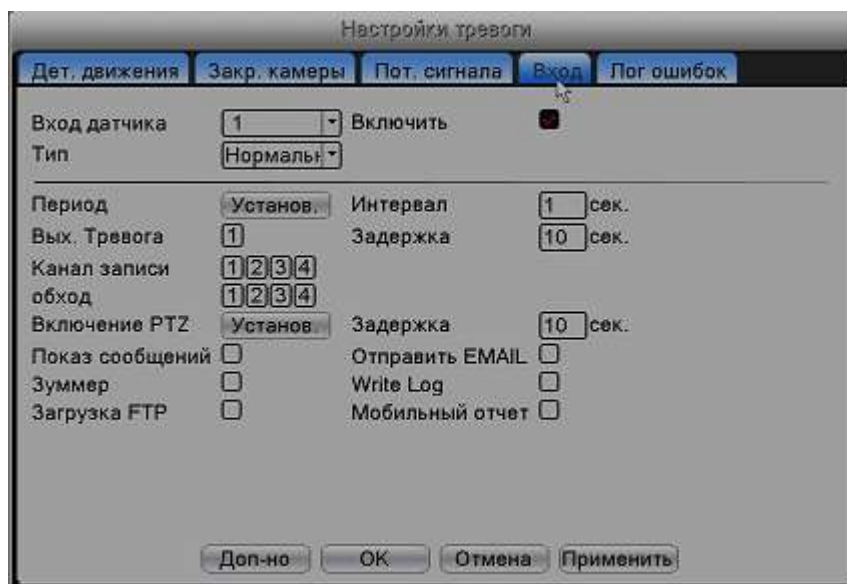 Настройки тревоги
Дет. движения Закр. камеры Пот. сигнала Вход Лог ошибок
Вход датчика 1 Включить
Тип Нормальн
Период Установ. Интервал 1 сек.
Вых. Тревога 1 Задержка 10 сек.
Канал записи 1 2 3 4
обход 1 2 3 4
Включение PTZ Установ. Задержка 10 сек.
Показ сообщений Отправить EMAIL
Зуммер Write Log
Загрузка FTP Мобильный отчет
Доп-но OK Отмена Применить